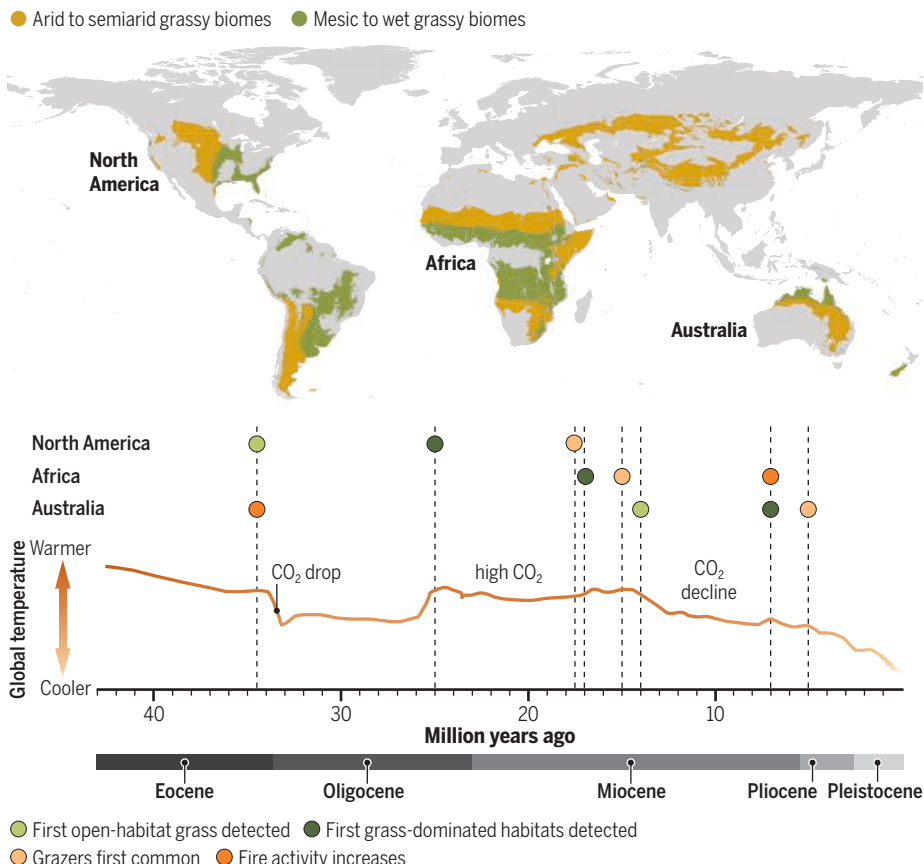 Arid to semiarid grassy biomes Mesic to wet grassy biomes
North
America
Africa
Australia
North America
Africa
Australia
Warmer
Global temperature
Cooler
CO₂ drop
high CO₂
CO₂
decline
40 30 20 10
Million years ago
Eocene Oligocene Miocene Pliocene Pleistocene
First open-habitat grass detected First grass-dominated habitats detected
Grazers first common Fire activity increases